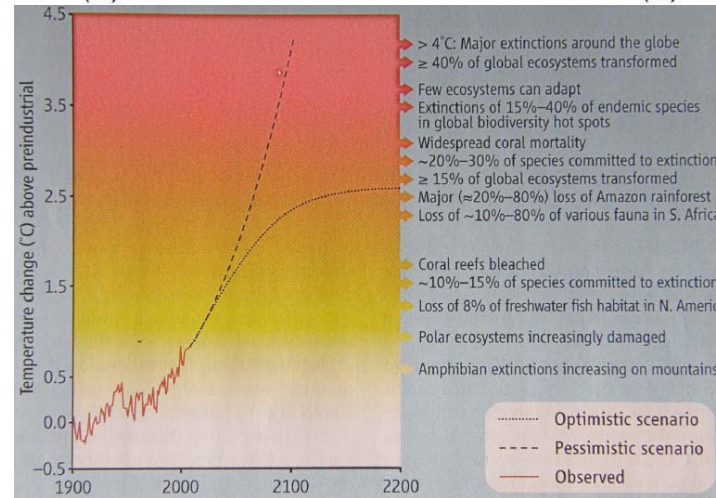 Temperature change (°C) above preindustrial
4.5
3.5
2.5
1.5
0.5
0.0
–0.5
1900
2000
2100
2200
> 4°C: Major extinctions around the globe
≥ 40% of global ecosystems transformed
Few ecosystems can adapt
Extinctions of 15%–40% of endemic species
in global biodiversity hot spots
Widespread coral mortality
~20%–30% of species committed to extinction
≥ 15% of global ecosystems transformed
Major (≈20%–80%) loss of Amazon rainforest
Loss of ~10%–80% of various fauna in S. Africa
Coral reefs bleached
~10%–15% of species committed to extinction
Loss of 8% of freshwater fish habitat in N. Americ
Polar ecosystems increasingly damaged
Amphibian extinctions increasing on mountains
Optimistic scenario
Pessimistic scenario
Observed